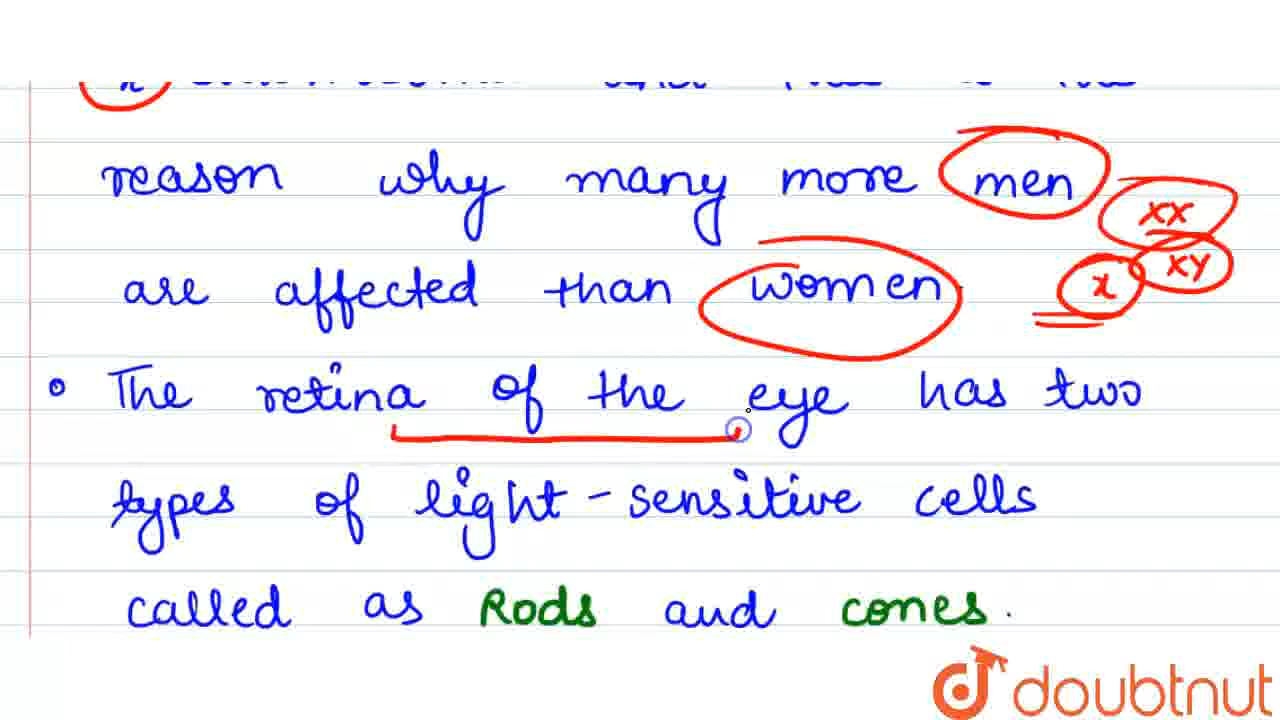 reason why many more men
xx
are affected than women.
x xy
• The retina of the eye has two
types of light-sensitive cells
called as Rods and cones.
doubtnut